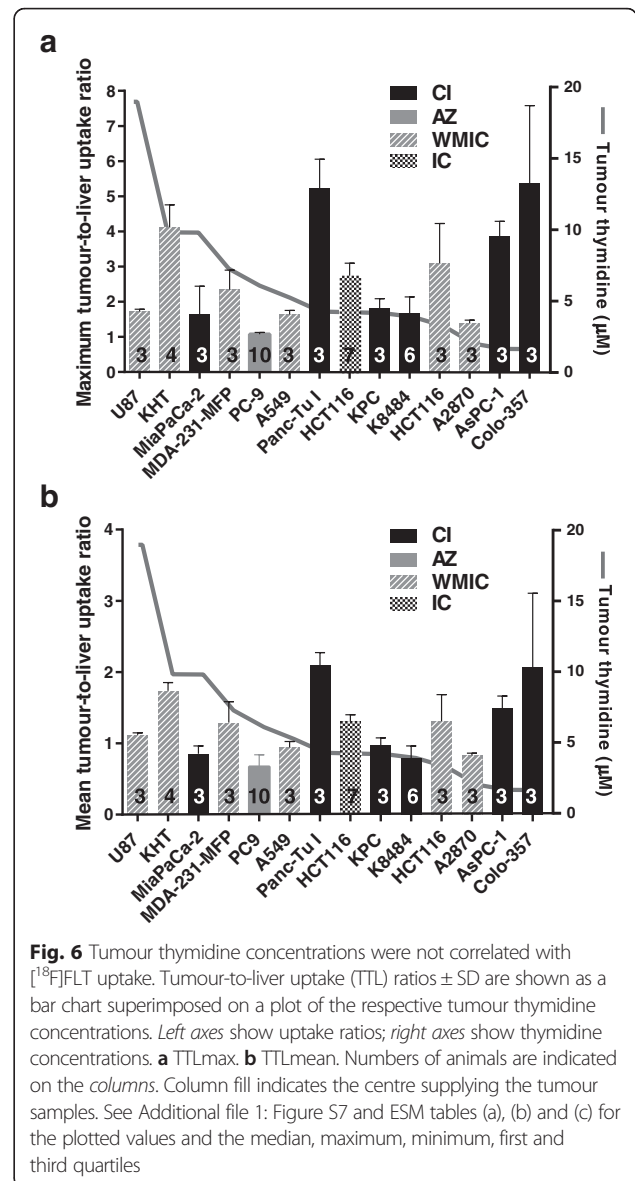 a
Maximum tumour-to-liver uptake ratio
8
7
6
5
4
3
2
1
0
20
15
10
5
0
Tumour thymidine (µM)
CI
AZ
WMIC
IC
3 4 3 3 10 3 3 7 3 6 3 3 3 3
U87
KHT
MiaPaCa-2
MDA-231-MFP
PC-9
A549
Panc-Tu I
HCT116
KPC
K8484
HCT116
A2870
AsPC-1
Colo-357
b
Mean tumour-to-liver uptake ratio
4
3
2
1
0
20
15
10
5
0
Tumour thymidine (µM)
CI
AZ
WMIC
IC
3 4 3 3 10 3 3 7 3 6 3 3 3 3
U87
KHT
MiaPaCa-2
MDA-231-MFP
PC9
A549
Panc-Tu I
HCT116
KPC
K8484
HCT116
A2870
AsPC-1
Colo-357
Fig. 6 Tumour thymidine concentrations were not correlated with
[¹⁸F]FLT uptake. Tumour-to-liver uptake (TTL) ratios ± SD are shown as a
bar chart superimposed on a plot of the respective tumour thymidine
concentrations. Left axes show uptake ratios; right axes show thymidine
concentrations. a TTLmax. b TTLmean. Numbers of animals are indicated
on the columns. Column fill indicates the centre supplying the tumour
samples. See Additional file 1: Figure S7 and ESM tables (a), (b) and (c) for
the plotted values and the median, maximum, minimum, first and
third quartiles